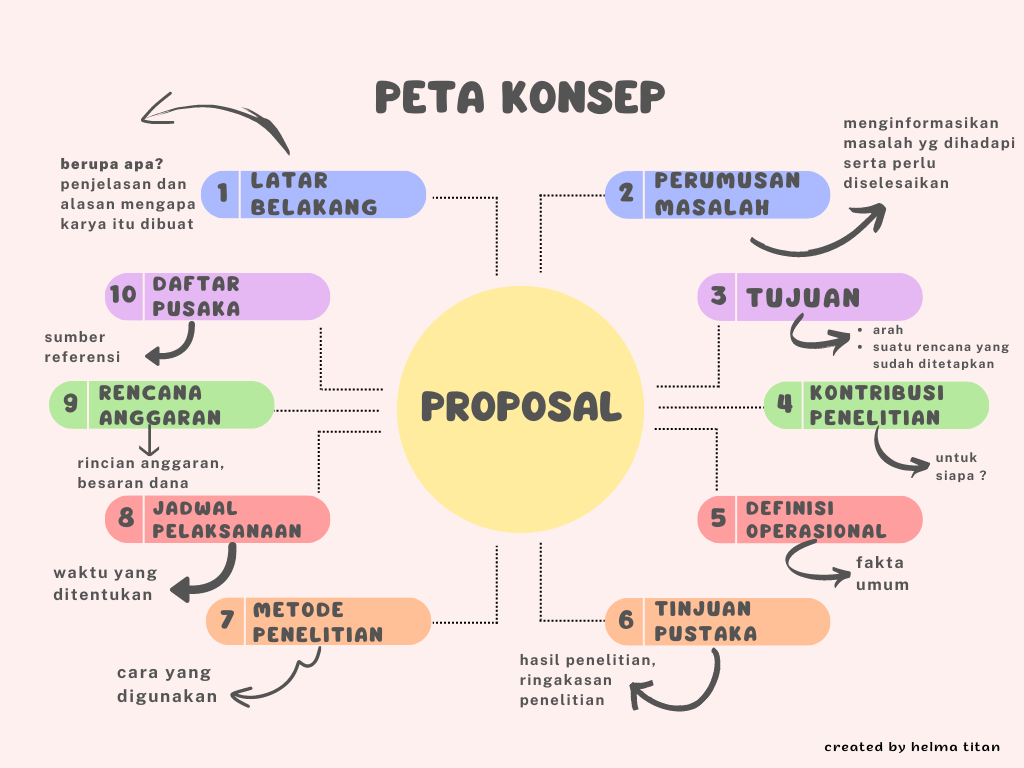 PETA KONSEP
berupa apa?
penjelasan dan
alasan mengapa
karya itu dibuat
1
LATAR
BELAKANG
2
PERUMUSAN
MASALAH
menginformasikan
masalah yg dihadapi
serta perlu
diselesaikan
3
TUJUAN
• arah
• suatu rencana yang
sudah ditetapkan
4
KONTRIBUSI
PENELITIAN
untuk
siapa ?
5
DEFINISI
OPERASIONAL
fakta
umum
6
TINJUAN
PUSTAKA
hasil penelitian,
ringakasan
penelitian
7
METODE
PENELITIAN
cara yang
digunakan
8
JADWAL
PELAKSANAAN
waktu yang
ditentukan
9
RENCANA
ANGGARAN
rincian anggaran,
besaran dana
10
DAFTAR
PUSAKA
sumber
referensi
PROPOSAL
created by helma titan